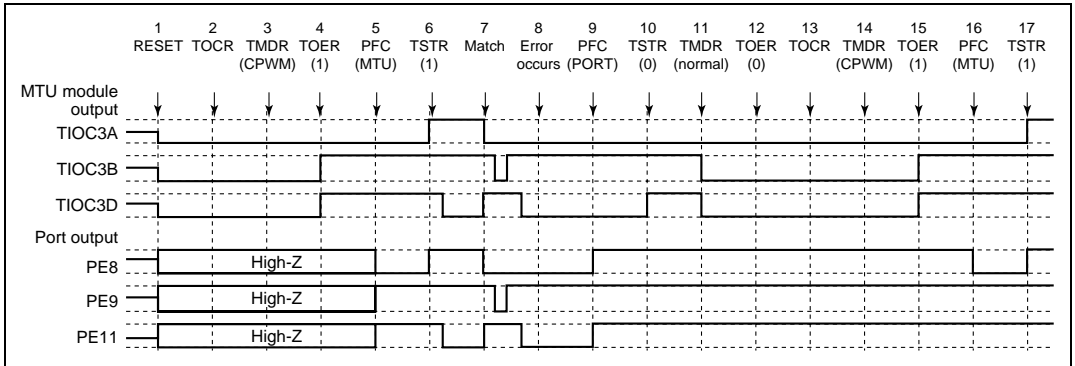 1 2 3 4 5 6 7 8 9 10 11 12 13 14 15 16 17
RESET TOCR TMDR TOER PFC TSTR Match Error PFC TSTR TMDR TOER TOCR TMDR TOER PFC TSTR
(CPWM) (1) (MTU) (1) occurs (PORT) (0) (normal) (0) (CPWM) (1) (MTU) (1)
MTU module
output
TIOC3A
TIOC3B
TIOC3D
Port output
PE8 High-Z
PE9 High-Z
PE11 High-Z